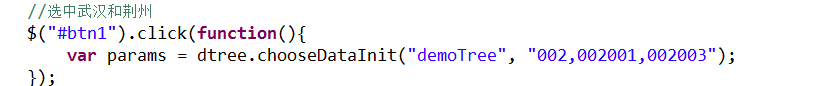 //选中武汉和荆州
$("#btn1").click(function(){
    var params = dtree.chooseDataInit("demoTree", "002,002001,002003");
});